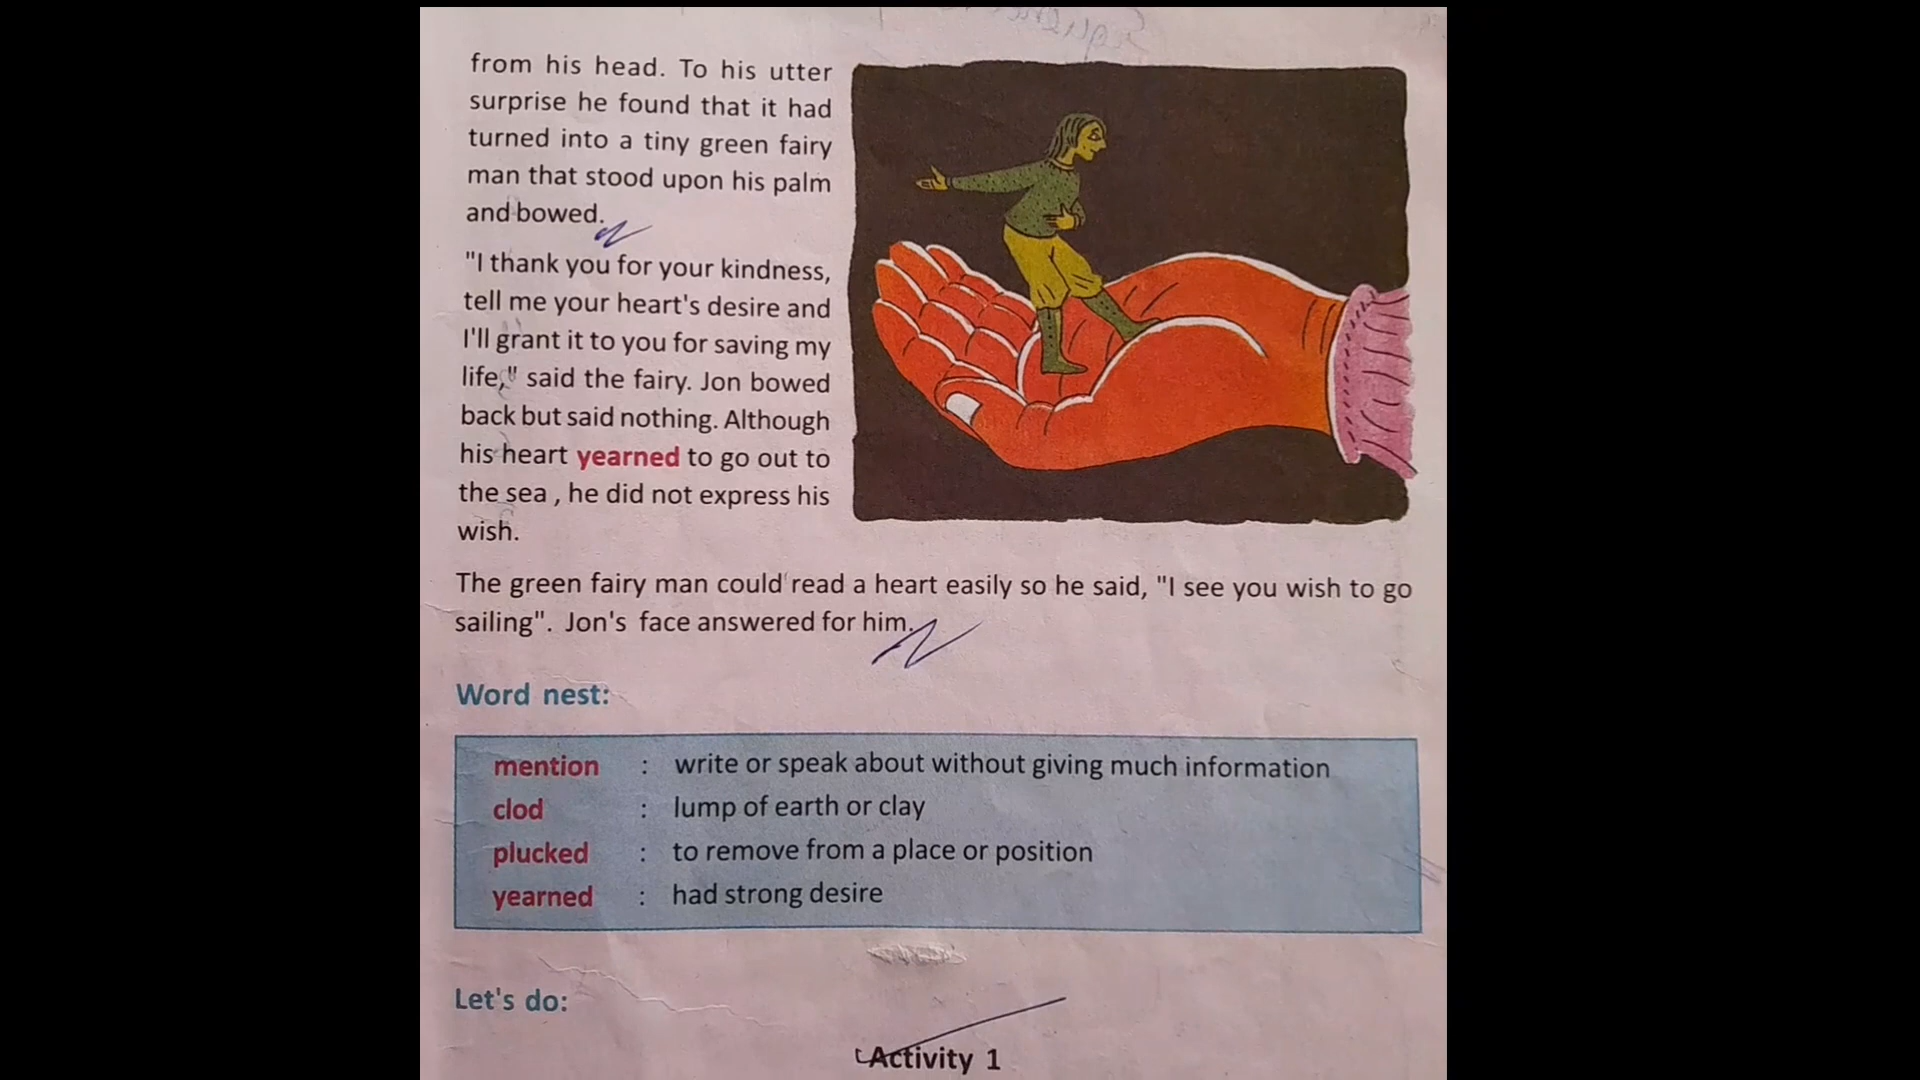 from his head. To his utter
surprise he found that it had
turned into a tiny green fairy
man that stood upon his palm
and bowed.
"I thank you for your kindness,
tell me your heart's desire and
I'll grant it to you for saving my
life," said the fairy. Jon bowed
back but said nothing. Although
his heart yearned to go out to
the sea , he did not express his
wish.
The green fairy man could read a heart easily so he said, "I see you wish to go
sailing". Jon's face answered for him.
Word nest:
mention : write or speak about without giving much information
clod : lump of earth or clay
plucked : to remove from a place or position
yearned : had strong desire
Let's do:
Activity 1